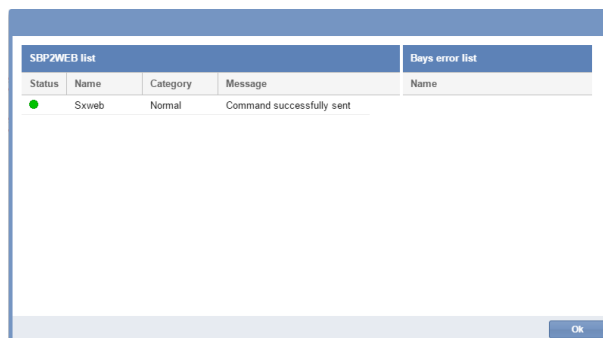 SBP2WEB list
Bays error list
Status Name Category Message
Name
Sxweb Normal Command successfully sent
Ok